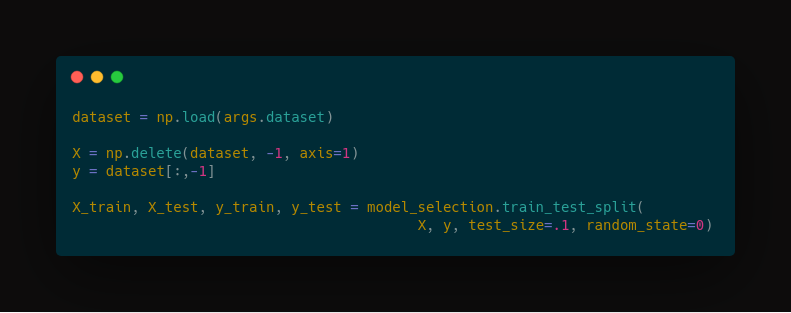 dataset = np.load(args.dataset)
X = np.delete(dataset, -1, axis=1)
y = dataset[:,-1]
X_train, X_test, y_train, y_test = model_selection.train_test_split(
X, y, test_size=.1, random_state=0)